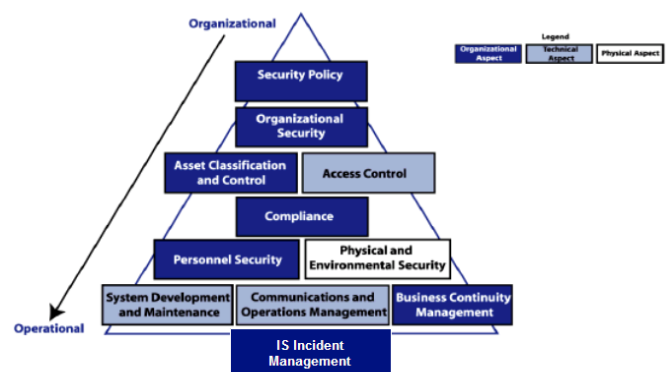 Organizational
Legend
Organizational
Aspect
Technical
Aspect
Physical Aspect
Security Policy
Organizational
Security
Asset Classification
and Control
Access Control
Compliance
Personnel Security
Physical and
Environmental Security
System Development
and Maintenance
Communications and
Operations Management
Business Continuity
Management
Operational
IS Incident
Management